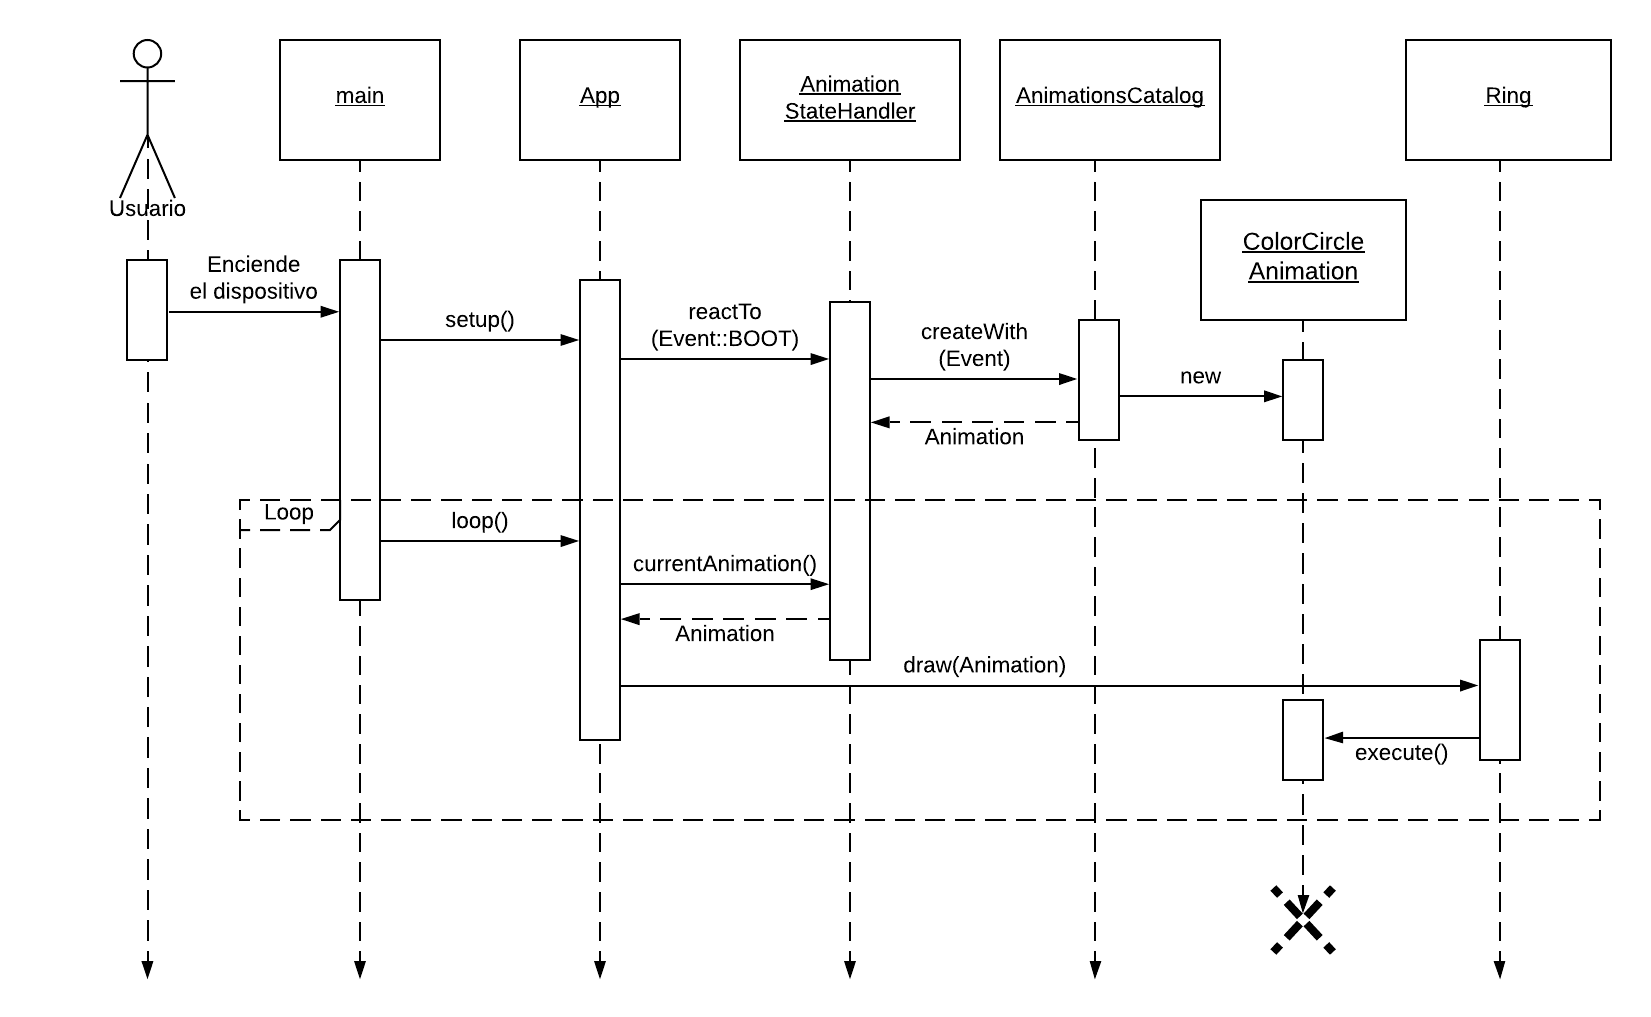 main
App
Animation
StateHandler
AnimationsCatalog
Ring
Usuario
ColorCircle
Animation
Enciende
el dispositivo
setup()
reactTo
(Event::BOOT)
createWith
(Event)
new
Animation
Loop
loop()
currentAnimation()
Animation
draw(Animation)
execute()